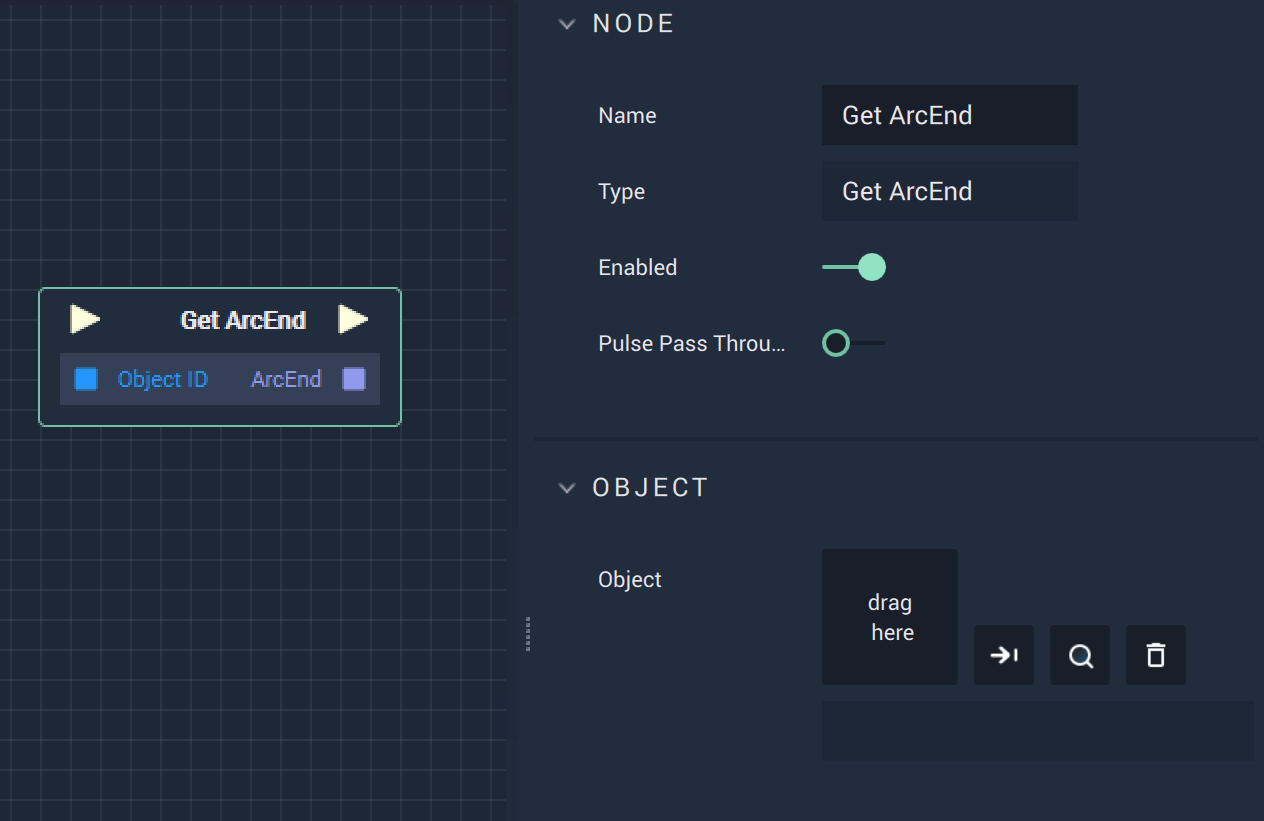 Get ArcEnd
Object ID ArcEnd
NODE
Name Get ArcEnd
Type Get ArcEnd
Enabled
Pulse Pass Throu...
OBJECT
Object
drag
here